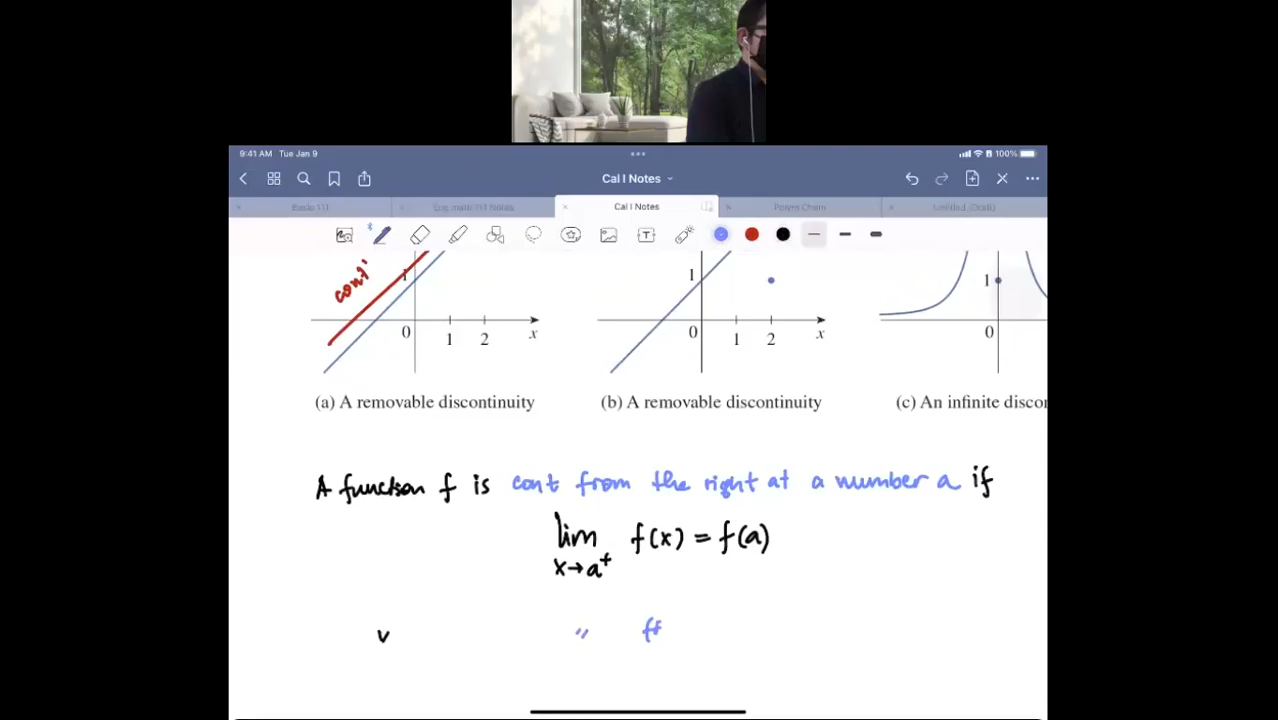 9:41 AM Tue Jan 9 100%
Cal I Notes
Cal I Notes
cont'
1 1 1
0 1 2 x 0 1 2 x 0
(a) A removable discontinuity (b) A removable discontinuity (c) An infinite discon
A function f is cont from the right at a number a if
lim f(x) = f(a)
x→a⁺
〃